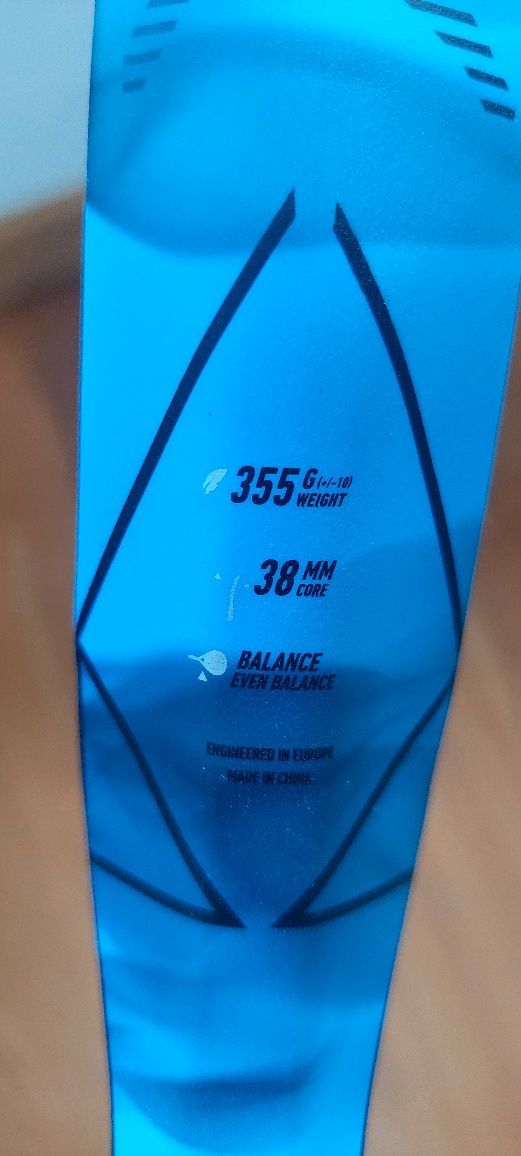 355 G (+/-10)
WEIGHT
38 MM
CORE
BALANCE
EVEN BALANCE
ENGINEERED IN EUROPE
MADE IN CHINA